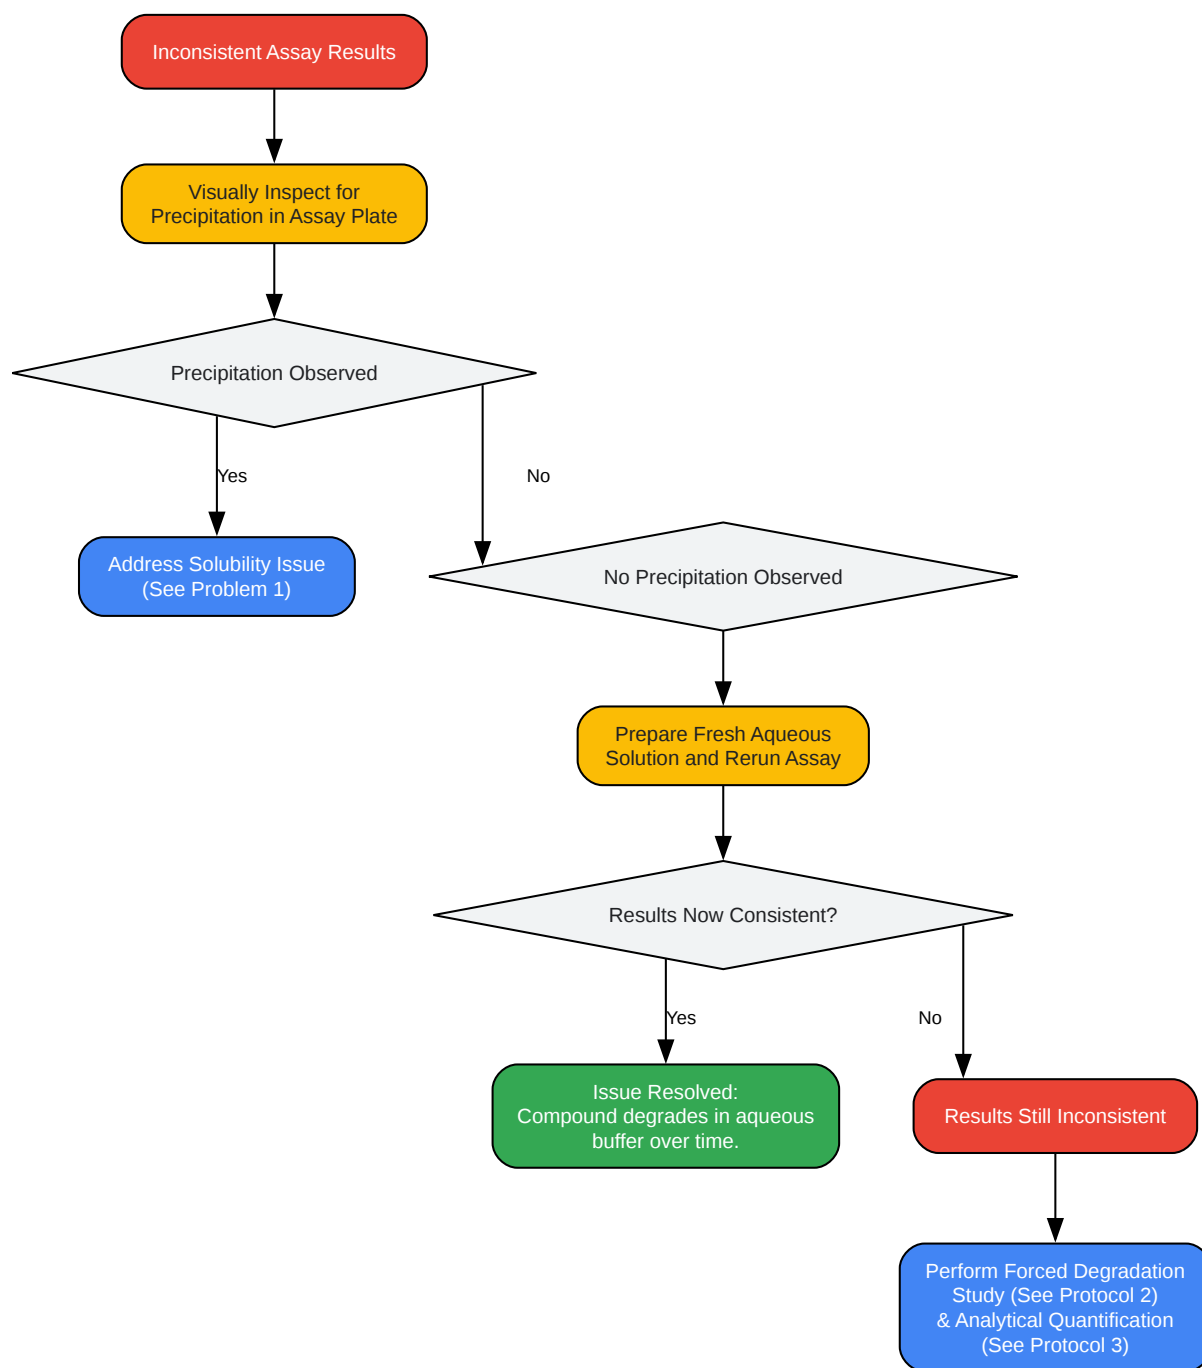 Inconsistent Assay Results
Visually Inspect for
Precipitation in Assay Plate
Precipitation Observed
Yes
No
Address Solubility Issue
(See Problem 1)
No Precipitation Observed
Prepare Fresh Aqueous
Solution and Rerun Assay
Results Now Consistent?
Yes
No
Issue Resolved:
Compound degrades in aqueous
buffer over time.
Results Still Inconsistent
Perform Forced Degradation
Study (See Protocol 2)
& Analytical Quantification
(See Protocol 3)